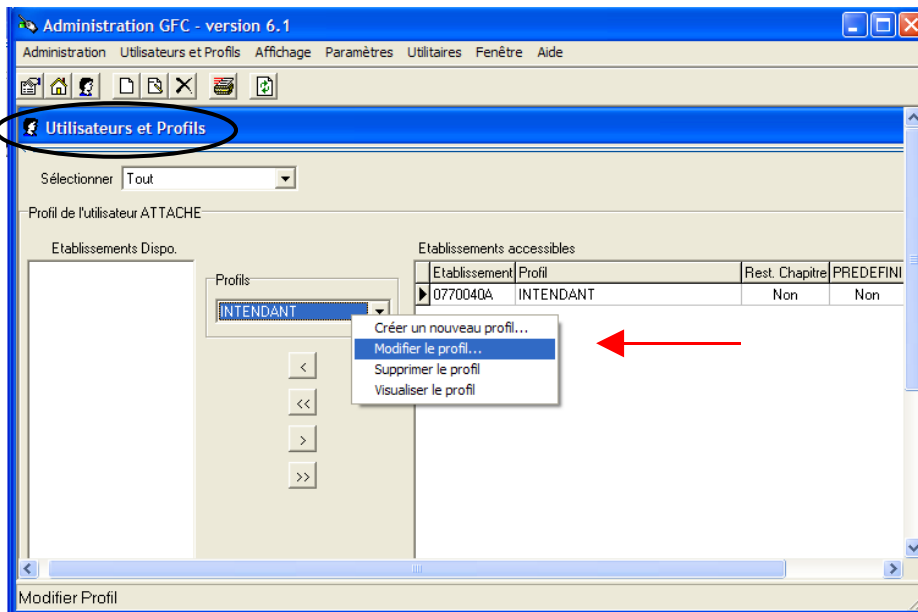 Administration GFC - version 6.1
Administration Utilisateurs et Profils Affichage Paramètres Utilitaires Fenêtre Aide
Utilisateurs et Profils
Sélectionner Tout
Profil de l'utilisateur ATTACHE
Etablissements Dispo.
Profils
INTENDANT
Etablissements accessibles
Etablissement Profil Rest. Chapitre PREDEFINI
0770040A INTENDANT Non Non
Créer un nouveau profil...
Modifier le profil...
Supprimer le profil
Visualiser le profil
<
<<
>
>>
Modifier Profil